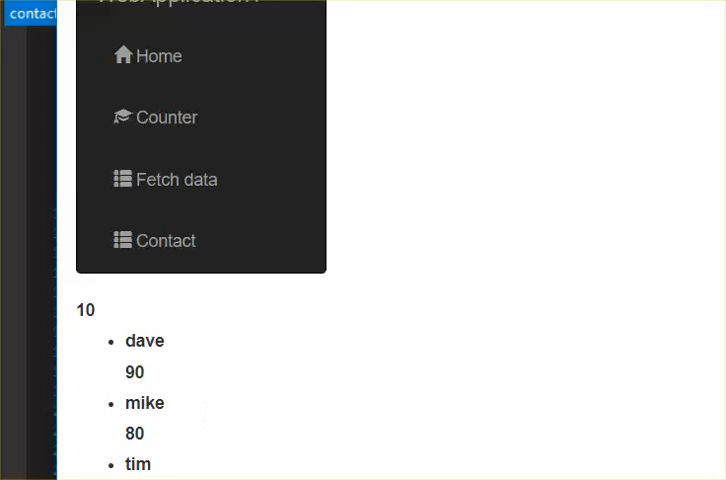 contact
Home
Counter
Fetch data
Contact
10
dave
90
mike
80
tim